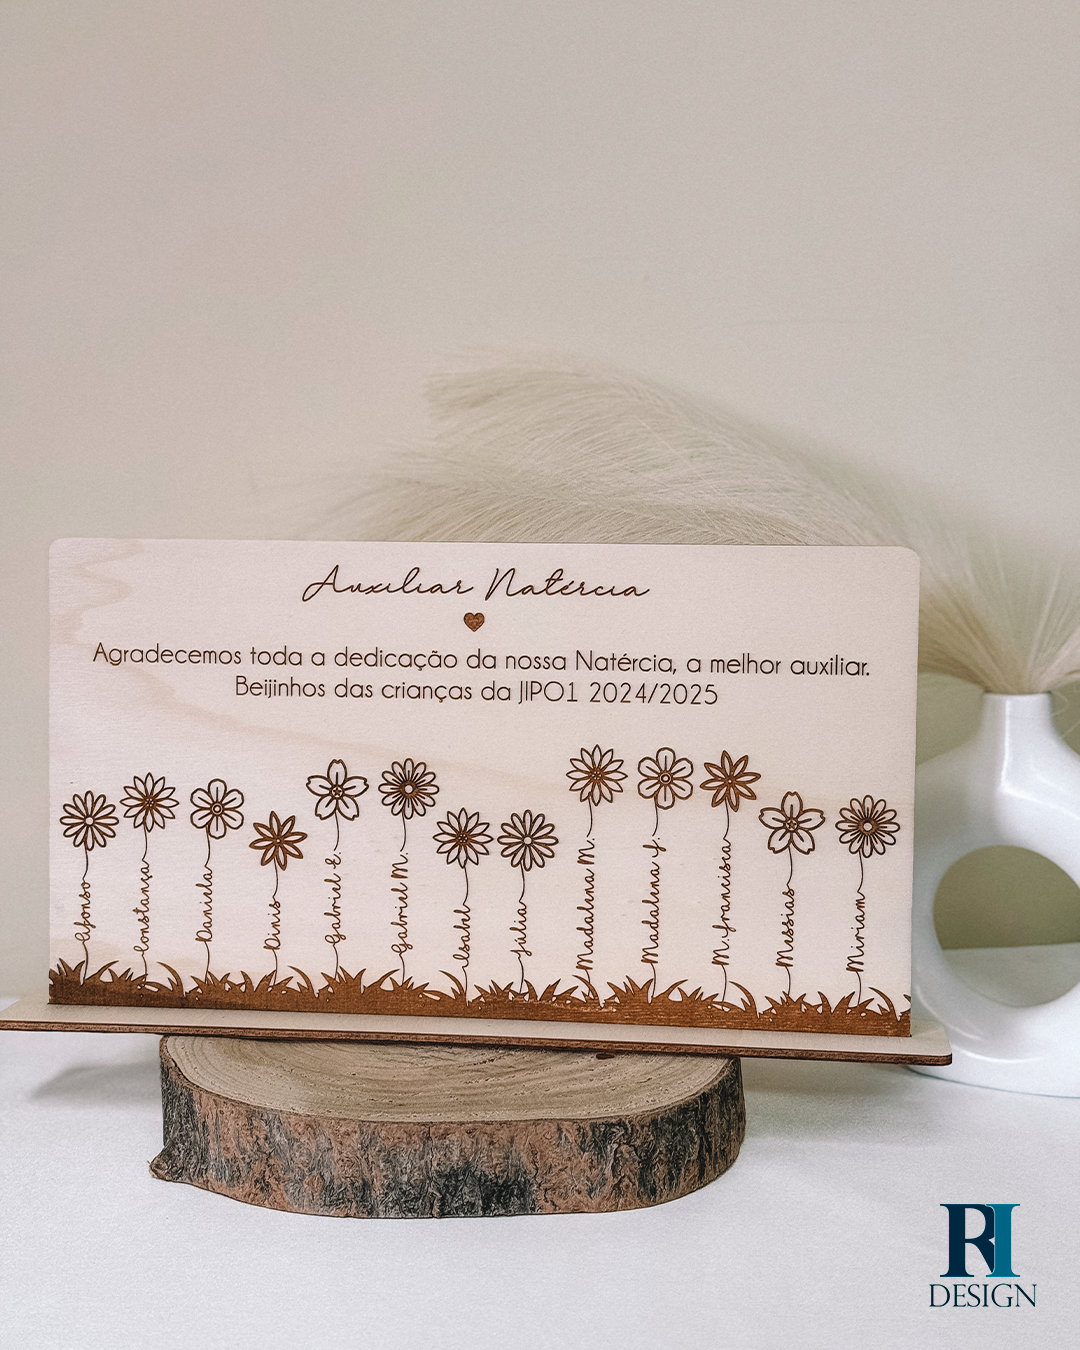 Auxiliar Natércia
Agradecemos toda a dedicação da nossa Natércia, a melhor auxiliar.
Beijinhos das crianças da JIPO1 2024/2025
Afonso
Constança
Daniela
Dinis
Gabriel E.
Gabriel M.
Isabel
Júlia
Madalena M.
Madalena J.
M. Francisca
Messias
Miriam
RI
DESIGN